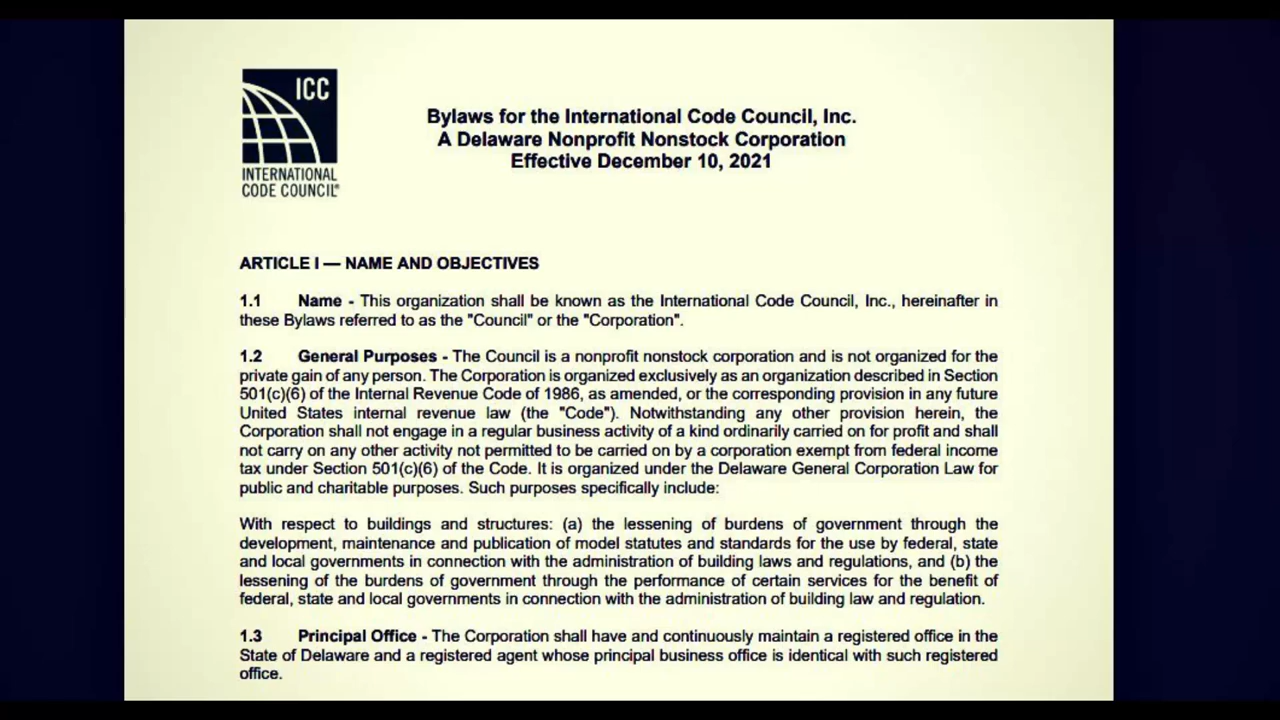 ICC
INTERNATIONAL
CODE COUNCIL®
Bylaws for the International Code Council, Inc.
A Delaware Nonprofit Nonstock Corporation
Effective December 10, 2021
ARTICLE I — NAME AND OBJECTIVES
1.1 Name - This organization shall be known as the International Code Council, Inc., hereinafter in
these Bylaws referred to as the "Council" or the "Corporation".
1.2 General Purposes - The Council is a nonprofit nonstock corporation and is not organized for the
private gain of any person. The Corporation is organized exclusively as an organization described in Section
501(c)(6) of the Internal Revenue Code of 1986, as amended, or the corresponding provision in any future
United States internal revenue law (the "Code"). Notwithstanding any other provision herein, the
Corporation shall not engage in a regular business activity of a kind ordinarily carried on for profit and shall
not carry on any other activity not permitted to be carried on by a corporation exempt from federal income
tax under Section 501(c)(6) of the Code. It is organized under the Delaware General Corporation Law for
public and charitable purposes. Such purposes specifically include:
With respect to buildings and structures: (a) the lessening of burdens of government through the
development, maintenance and publication of model statutes and standards for the use by federal, state
and local governments in connection with the administration of building laws and regulations, and (b) the
lessening of the burdens of government through the performance of certain services for the benefit of
federal, state and local governments in connection with the administration of building law and regulation.
1.3 Principal Office - The Corporation shall have and continuously maintain a registered office in the
State of Delaware and a registered agent whose principal business office is identical with such registered
office.